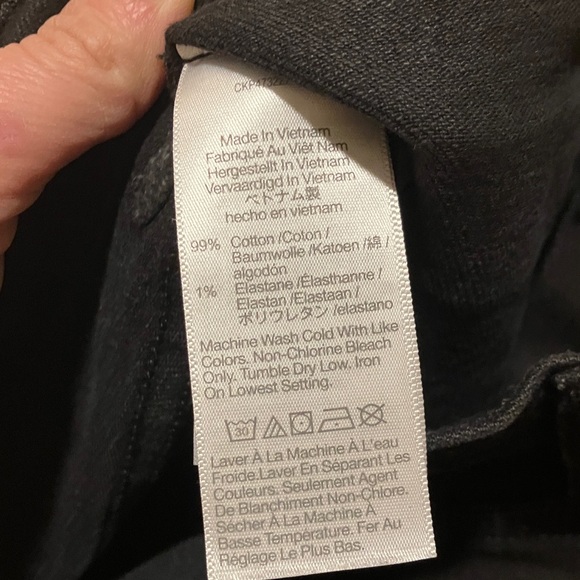 Made In Vietnam
Fabriqué Au Viêt Nam
Hergestellt In Vietnam
Vervaardigd In Vietnam
ベトナム製
hecho en vietnam
99% Cotton /Coton /
Baumwolle /Katoen /綿 /
algodón
1% Elastane /Élasthanne /
Elastan /Elastaan /
ポリウレタン /elastano
Machine Wash Cold With Like
Colors. Non-Chlorine Bleach
Only. Tumble Dry Low. Iron
On Lowest Setting.
30
Laver À La Machine À L'eau
Froide.Laver En Séparant Les
Couleurs. Seulement Agent
De Blanchiment Non-Chlore.
Sécher À La Machine À
Basse Temperature. Fer Au
Réglage Le Plus Bas.